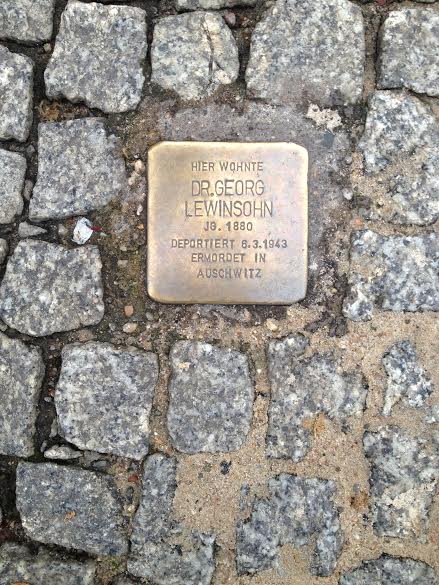 HIER WOHNTE
DR. GEORG
LEWINSOHN
JG. 1880
DEPORTIERT 6.3.1943
ERMORDET IN
AUSCHWITZ